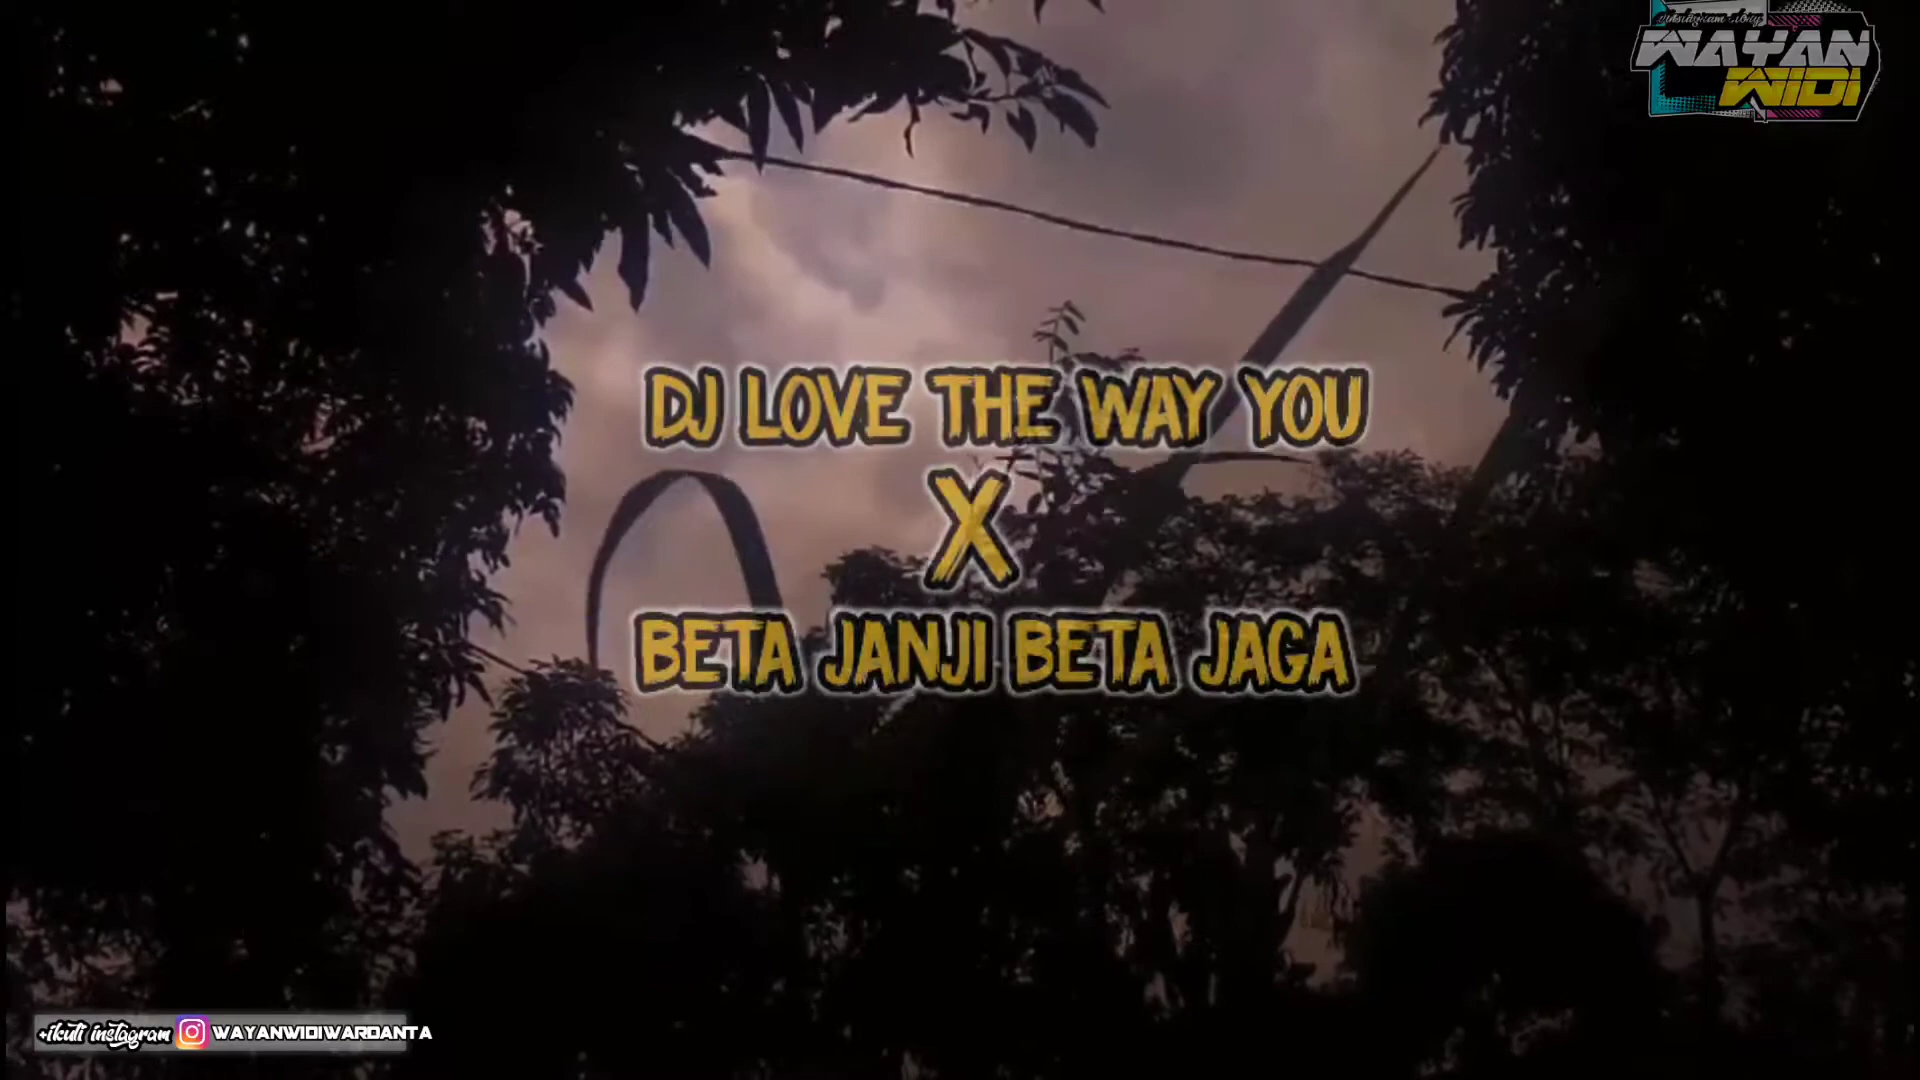 WAYAN
WIDI
DJ LOVE THE WAY YOU
X
BETA JANJI BETA JAGA
+ikuti instagram WAYANWIDIWARDANTA